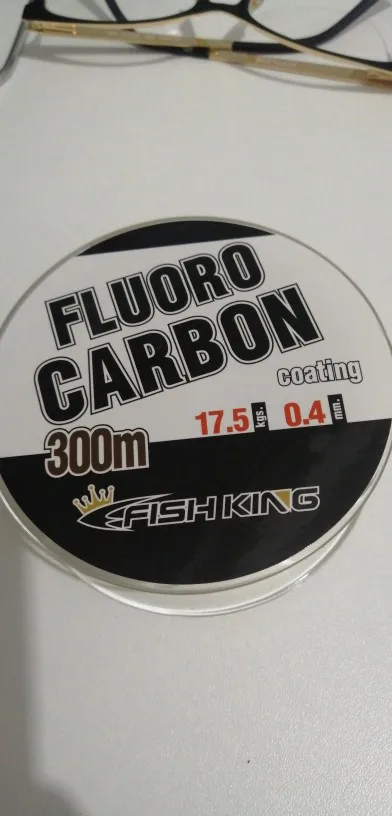 FLUORO
CARBON
coating
17.5 kgs. 0.4 mm.
300m
FISH KING